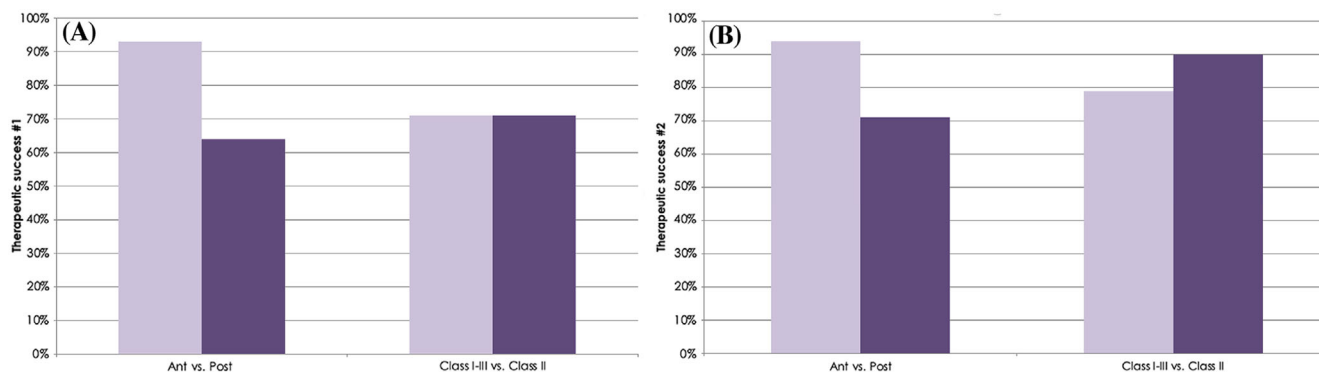 (A)
Therapeutic success #1
100%
90%
80%
70%
60%
50%
40%
30%
20%
10%
0%
Ant vs. Post
Class I-III vs. Class II
(B)
Therapeutic success #2
100%
90%
80%
70%
60%
50%
40%
30%
20%
10%
0%
Ant vs. Post
Class I-III vs. Class II